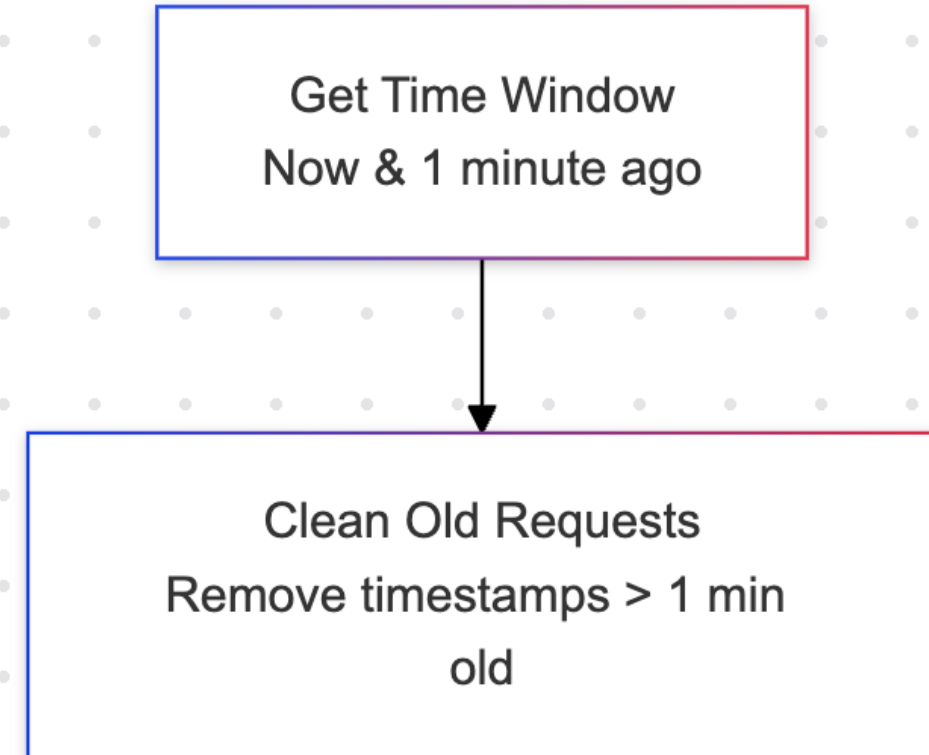 Get Time Window
Now & 1 minute ago
Clean Old Requests
Remove timestamps > 1 min
old